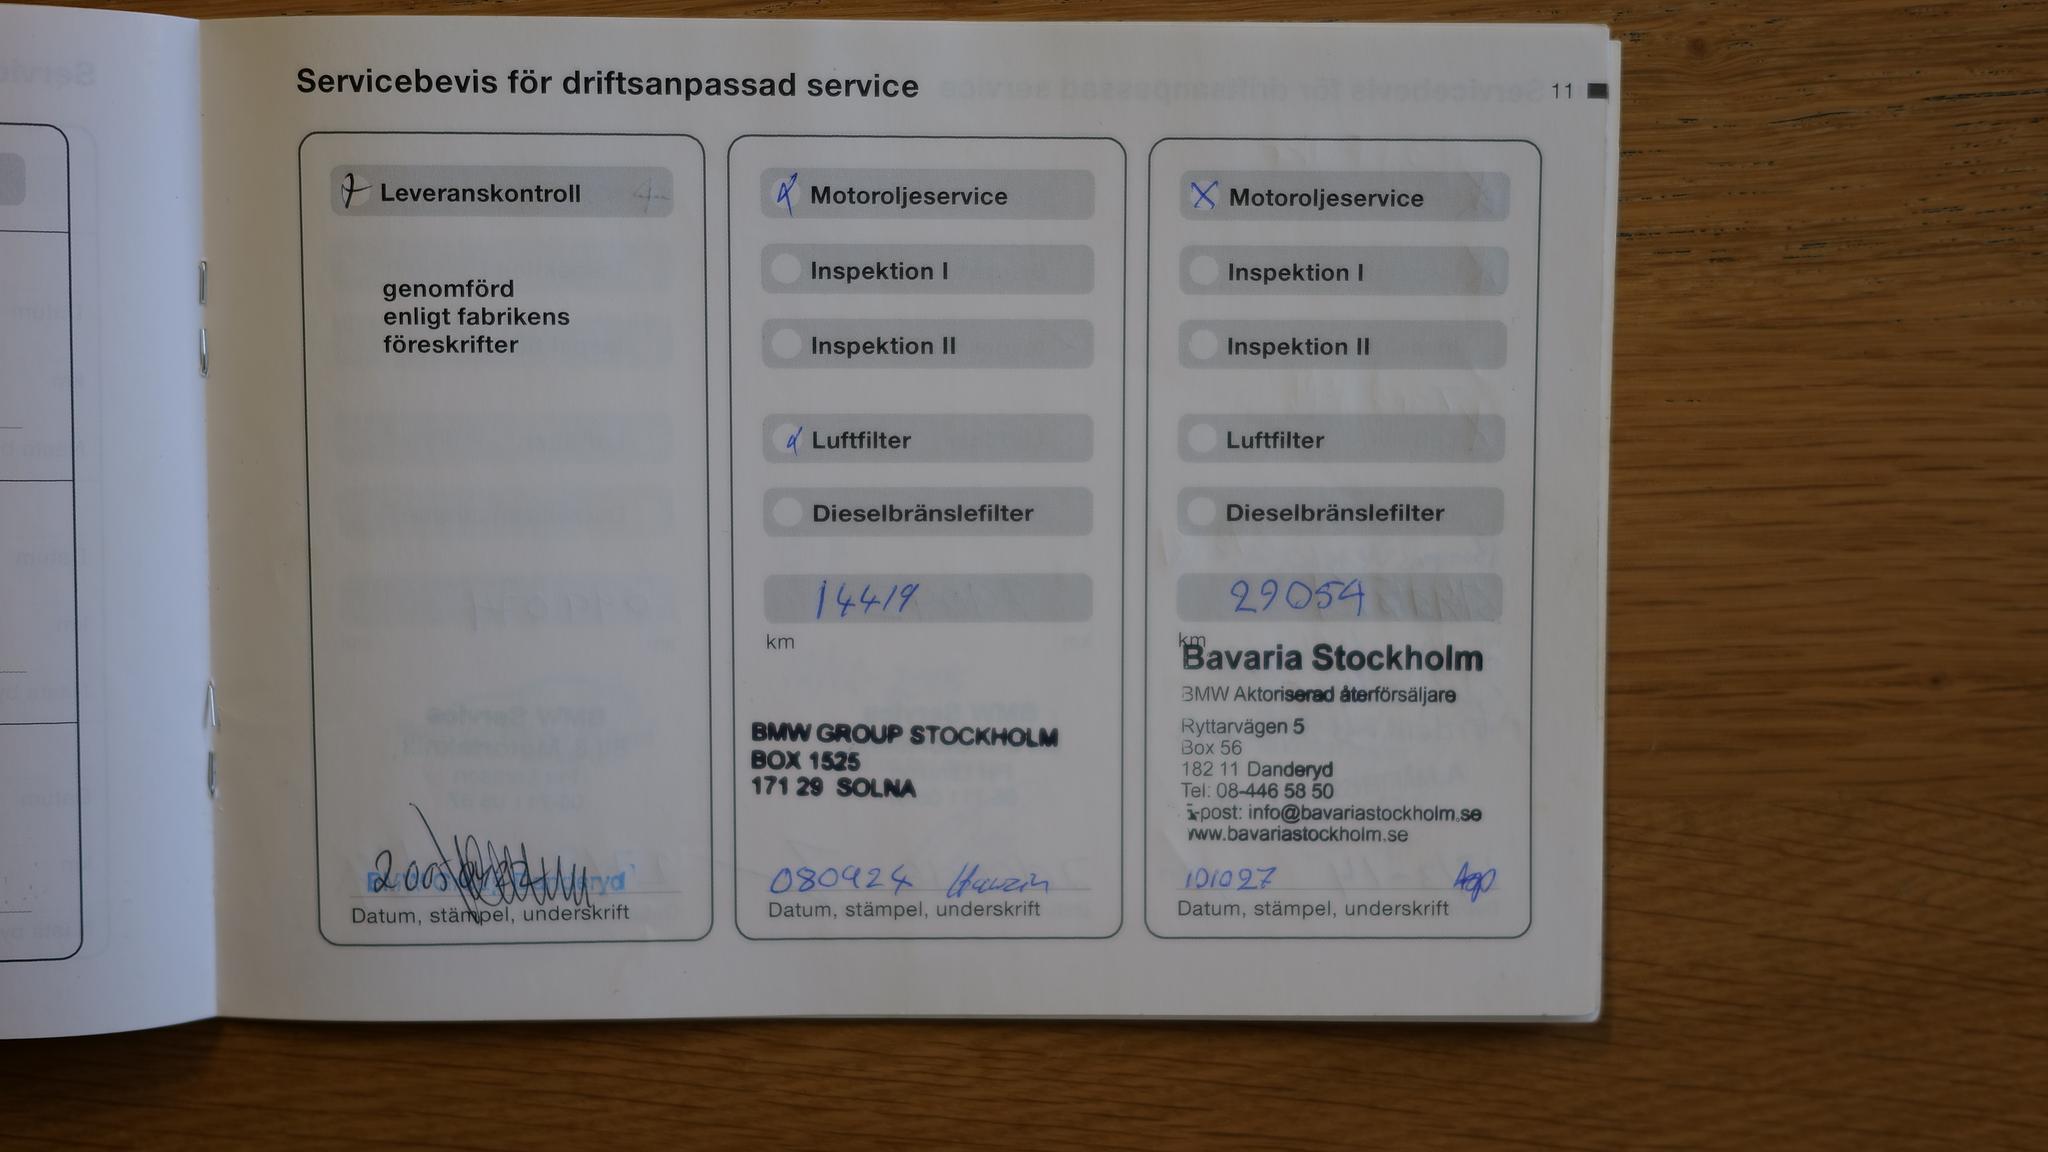 Servicebevis för driftsanpassad service
11
Leveranskontroll
genomförd
enligt fabrikens
föreskrifter
Datum, stämpel, underskrift
Motoroljeservice
Inspektion I
Inspektion II
Luftfilter
Dieselbränslefilter
14419
km
BMW GROUP STOCKHOLM
BOX 1525
171 29 SOLNA
080924
Datum, stämpel, underskrift
Motoroljeservice
Inspektion I
Inspektion II
Luftfilter
Dieselbränslefilter
29054
km
Bavaria Stockholm
BMW Aktoriserad återförsäljare
Ryttarvägen 5
Box 56
182 11 Danderyd
Tel: 08-446 58 50
post: info@bavariastockholm.se
www.bavariastockholm.se
101027
Datum, stämpel, underskrift